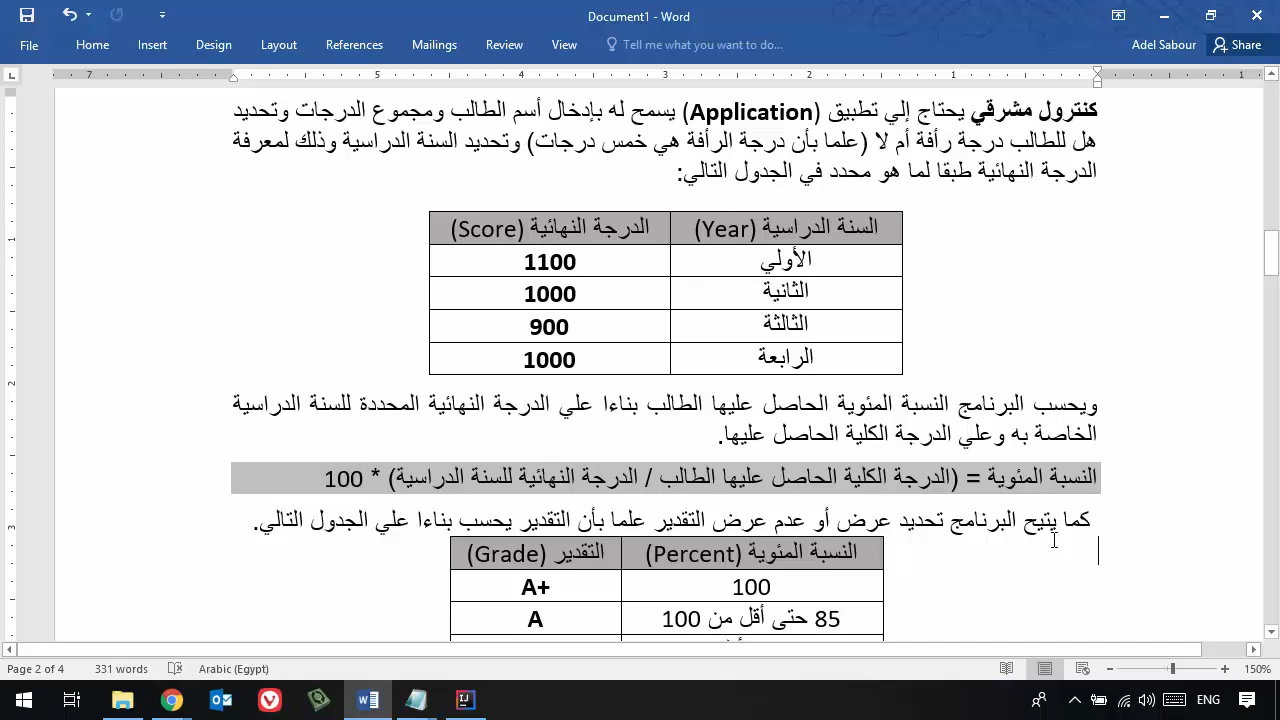 Document1 - Word
File Home Insert Design Layout References Mailings Review View Tell me what you want to do... Adel Sabour Share
7 5 4 3 2 1 1
كنترول مشرقي يحتاج إلي تطبيق (Application) يسمح له بإدخال أسم الطالب ومجموع الدرجات وتحديد
هل للطالب درجة رأفة أم لا (علما بأن درجة الرأفة هي خمس درجات) وتحديد السنة الدراسية وذلك لمعرفة
الدرجة النهائية طبقا لما هو محدد في الجدول التالي:
السنة الدراسية (Year) الدرجة النهائية (Score)
الأولي 1100
الثانية 1000
الثالثة 900
الرابعة 1000
ويحسب البرنامج النسبة المئوية الحاصل عليها الطالب بناءا علي الدرجة النهائية المحددة للسنة الدراسية
الخاصة به وعلي الدرجة الكلية الحاصل عليها.
النسبة المئوية = (الدرجة الكلية الحاصل عليها الطالب / الدرجة النهائية للسنة الدراسية) * 100
كما يتيح البرنامج تحديد عرض أو عدم عرض التقدير علما بأن التقدير يحسب بناءا علي الجدول التالي.
النسبة المئوية (Percent) التقدير (Grade)
100 A+
85 حتى أقل من 100 A
Page 2 of 4 331 words Arabic (Egypt) 150%
ENG